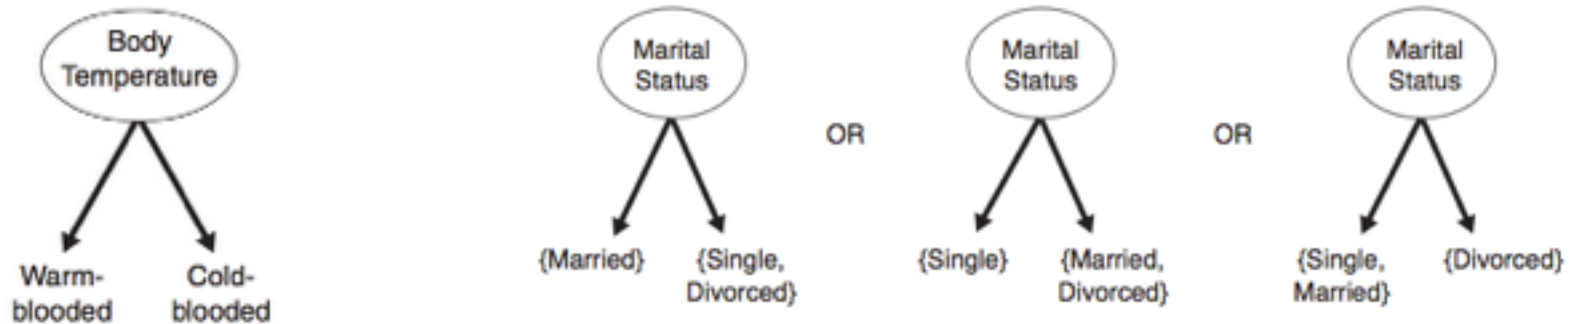 Body
Temperature
Warm-
blooded
Cold-
blooded
Marital
Status
{Married}
{Single,
Divorced}
OR
Marital
Status
{Single}
{Married,
Divorced}
OR
Marital
Status
{Single,
Married}
{Divorced}